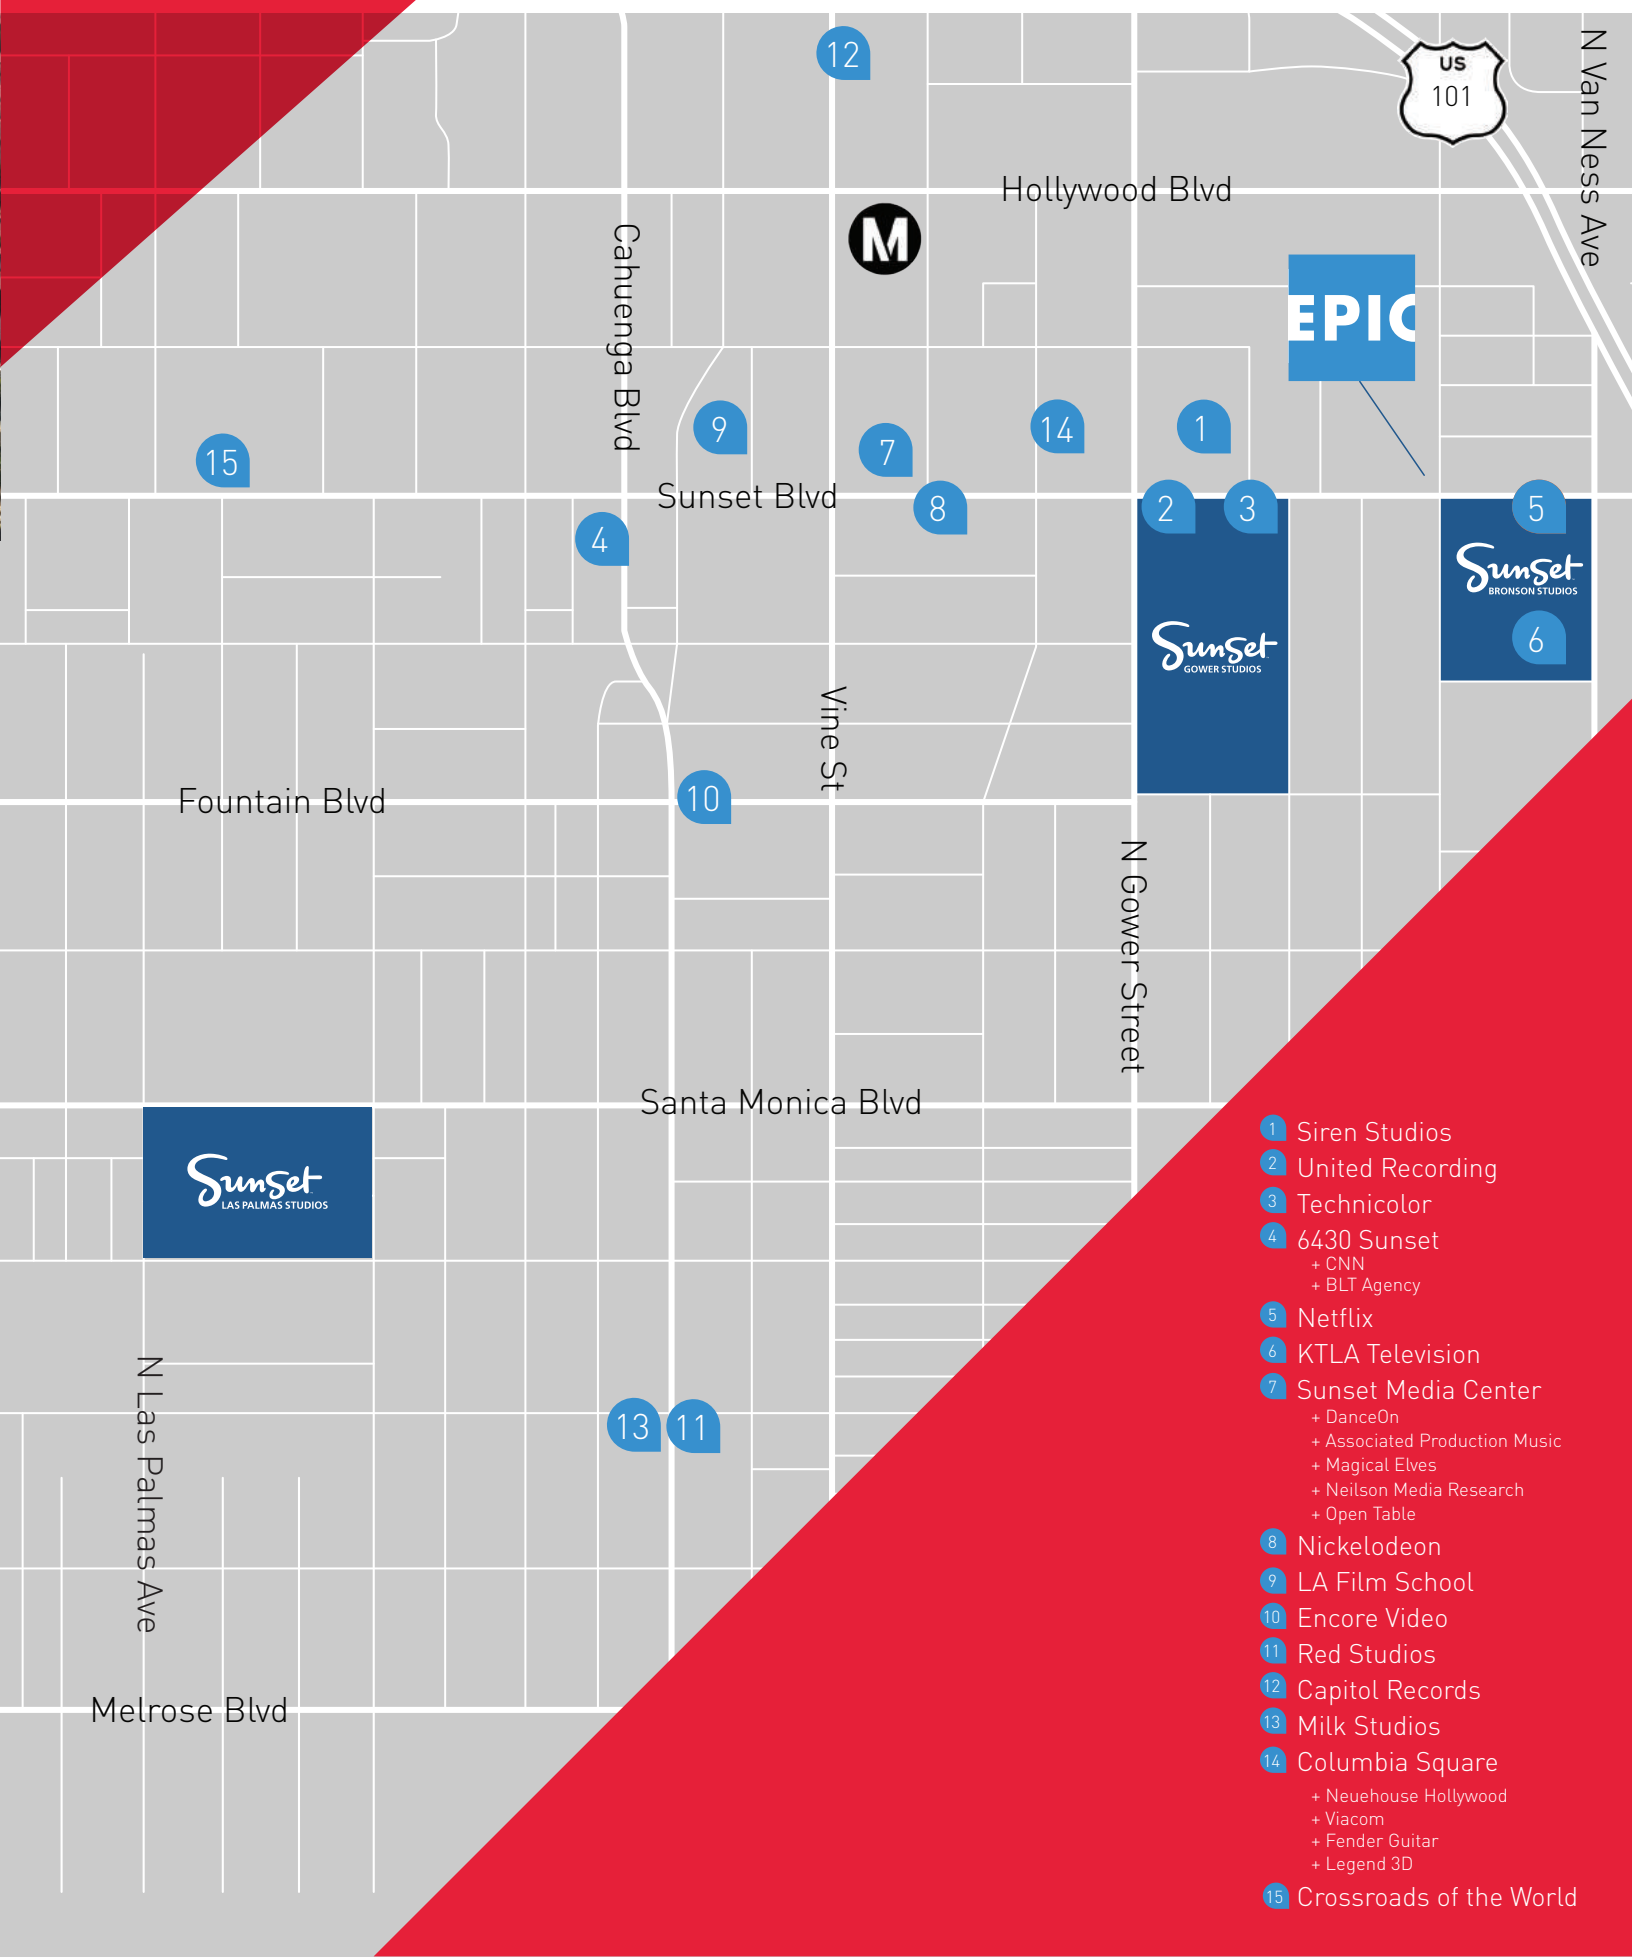 12
US
101
N Van Ness Ave
Hollywood Blvd
M
Cahuenga Blvd
EPIC
9
7
14
1
15
Sunset Blvd
8
2
3
5
4
Sunset
BRONSON STUDIOS
6
Sunset
GOWER STUDIOS
Vine St
Fountain Blvd
10
N Gower Street
Santa Monica Blvd
Sunset
LAS PALMAS STUDIOS
N Las Palmas Ave
13
11
Melrose Blvd
1 Siren Studios
2 United Recording
3 Technicolor
4 6430 Sunset
+ CNN
+ BLT Agency
5 Netflix
6 KTLA Television
7 Sunset Media Center
+ DanceOn
+ Associated Production Music
+ Magical Elves
+ Neilson Media Research
+ Open Table
8 Nickelodeon
9 LA Film School
10 Encore Video
11 Red Studios
12 Capitol Records
13 Milk Studios
14 Columbia Square
+ Neuehouse Hollywood
+ Viacom
+ Fender Guitar
+ Legend 3D
15 Crossroads of the World